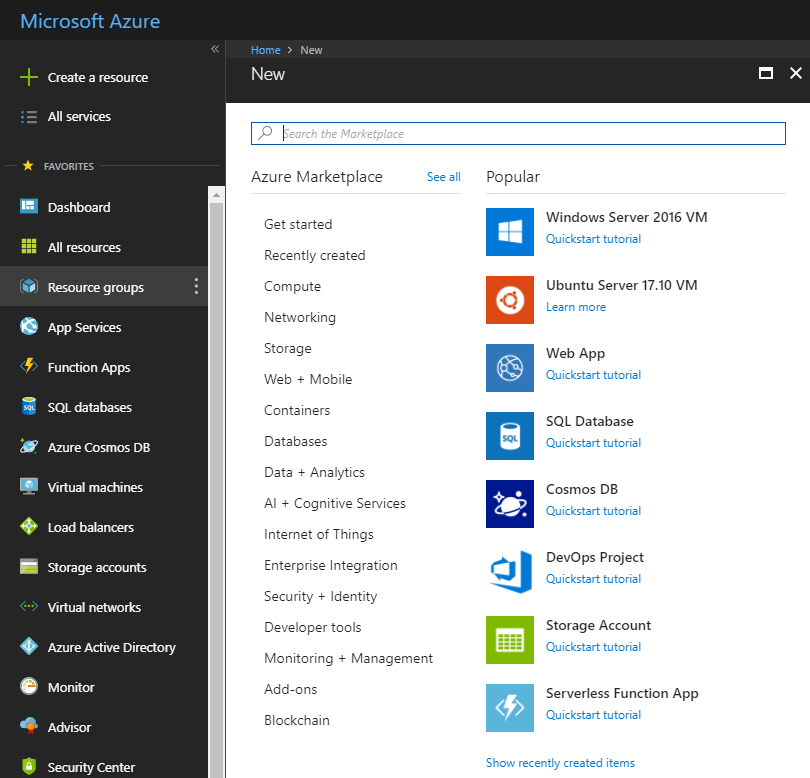 Microsoft Azure
Create a resource
All services
FAVORITES
Dashboard
All resources
Resource groups
App Services
Function Apps
SQL databases
Azure Cosmos DB
Virtual machines
Load balancers
Storage accounts
Virtual networks
Azure Active Directory
Monitor
Advisor
Security Center
Home > New
New
Search the Marketplace
Azure Marketplace
See all
Get started
Recently created
Compute
Networking
Storage
Web + Mobile
Containers
Databases
Data + Analytics
AI + Cognitive Services
Internet of Things
Enterprise Integration
Security + Identity
Developer tools
Monitoring + Management
Add-ons
Blockchain
Popular
Windows Server 2016 VM
Quickstart tutorial
Ubuntu Server 17.10 VM
Learn more
Web App
Quickstart tutorial
SQL
SQL Database
Quickstart tutorial
Cosmos DB
Quickstart tutorial
DevOps Project
Quickstart tutorial
Storage Account
Quickstart tutorial
Serverless Function App
Quickstart tutorial
Show recently created items